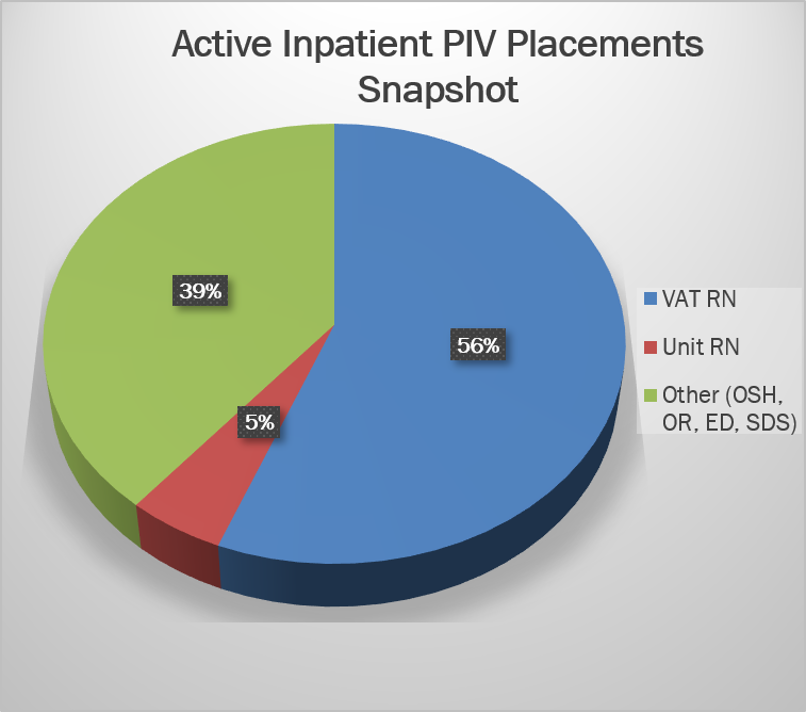 Active Inpatient PIV Placements
Snapshot
39%
56%
5%
VAT RN
Unit RN
Other (OSH,
OR, ED, SDS)